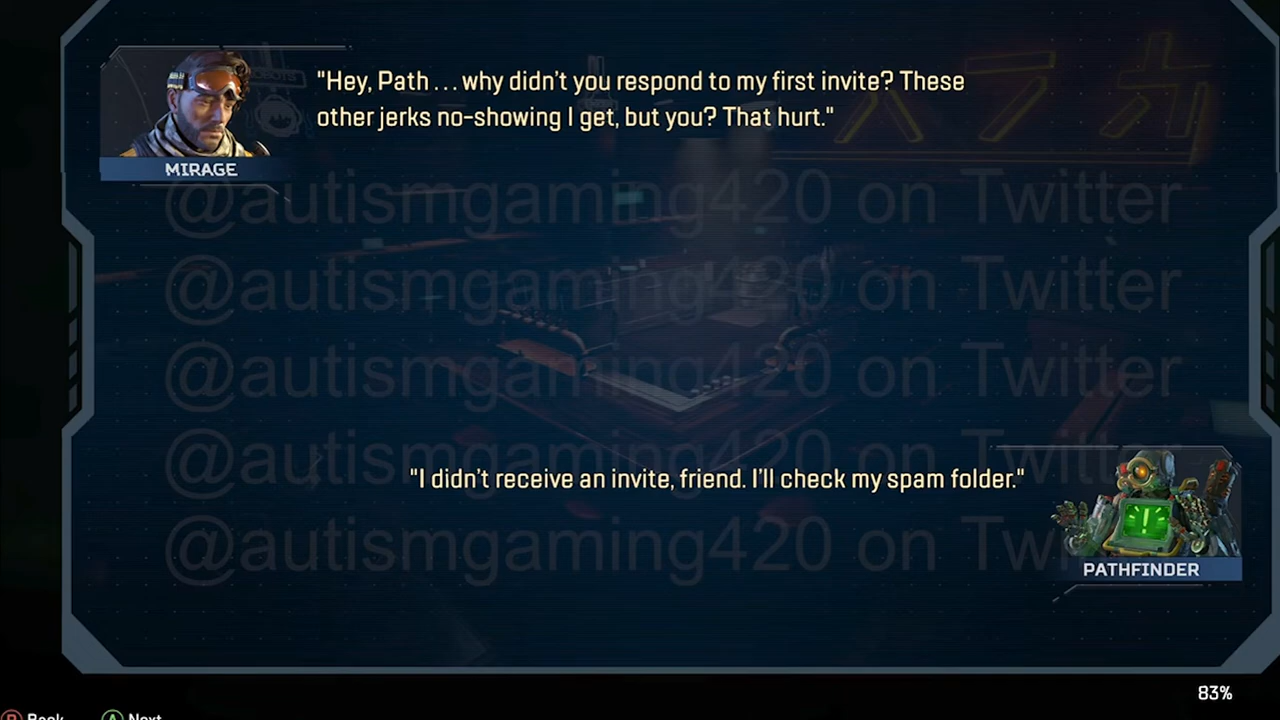 "Hey, Path . . . why didn't you respond to my first invite? These
other jerks no-showing I get, but you? That hurt."
MIRAGE
@autismgaming420 on Twitter
@autismgaming420 on Twitter
@autismgaming420 on Twitter
@autismgaming420 on Twitter
"I didn't receive an invite, friend. I'll check my spam folder."
@autismgaming420 on Twitter
PATHFINDER
83%
B Back
A Next